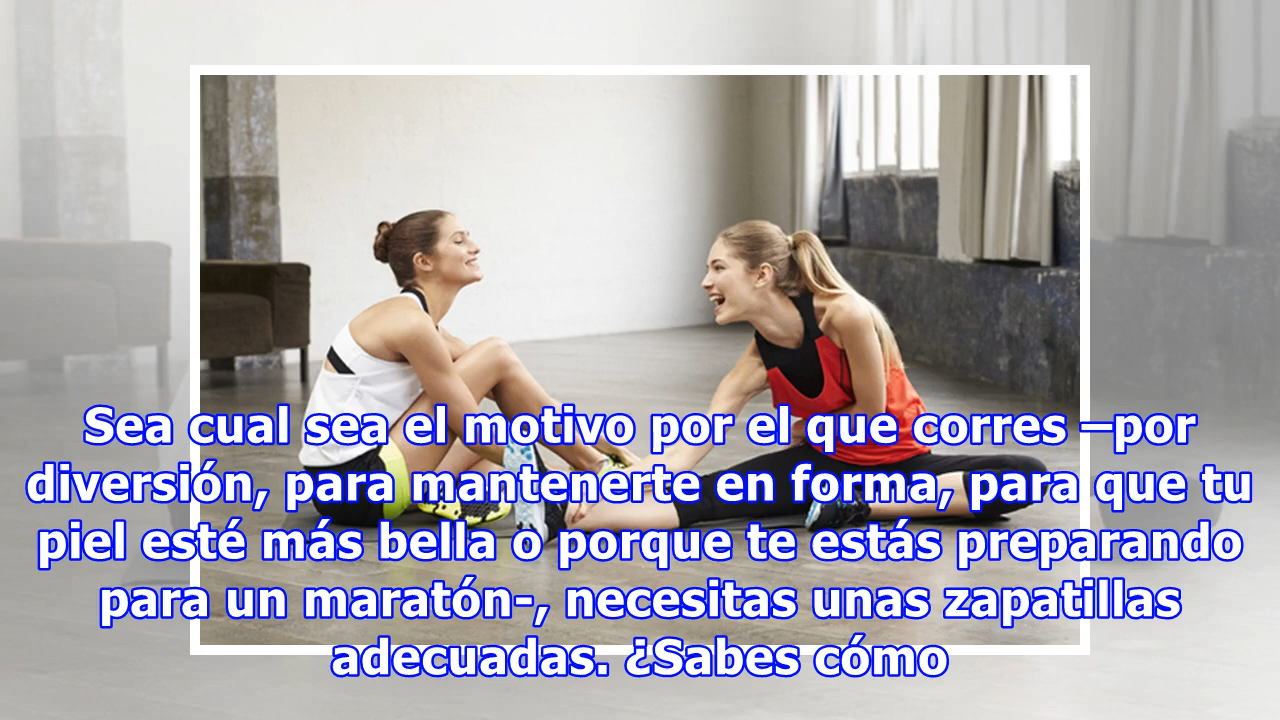 Sea cual sea el motivo por el que corres –por
diversión, para mantenerte en forma, para que tu
piel esté más bella o porque te estás preparando
para un maratón-, necesitas unas zapatillas
adecuadas. ¿Sabes cómo